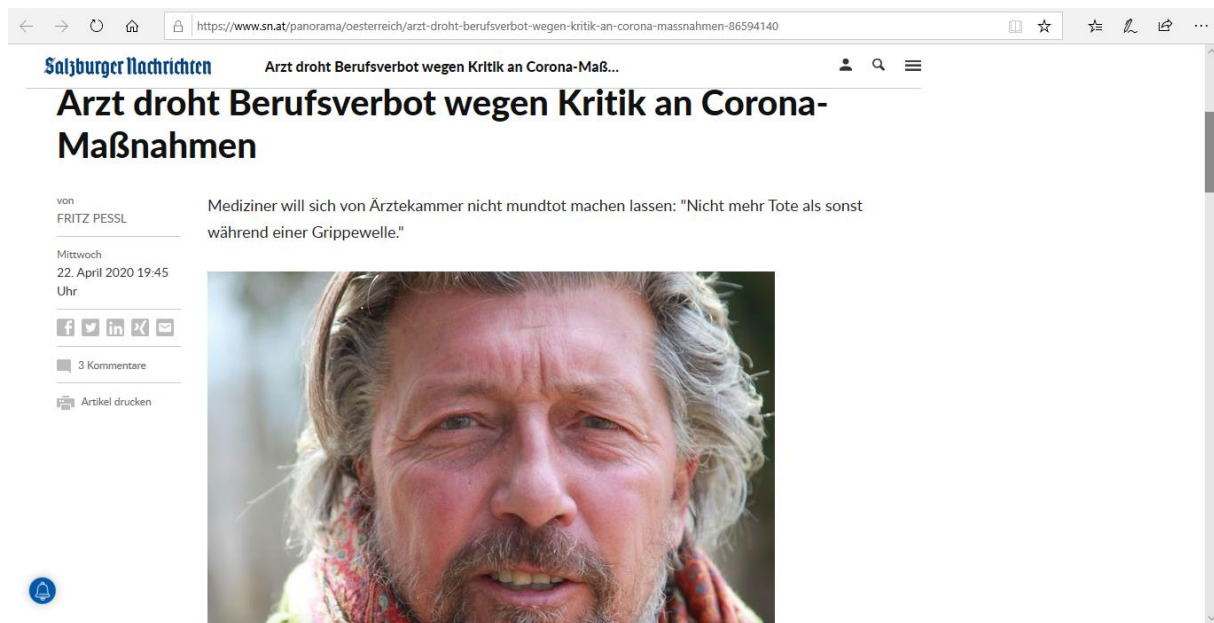 https://www.sn.at/panorama/oesterreich/arzt-droht-berufsverbot-wegen-kritik-an-corona-massnahmen-86594140
Salzburger Nachrichten
Arzt droht Berufsverbot wegen Kritik an Corona-Maß...
Arzt droht Berufsverbot wegen Kritik an Corona-
Maßnahmen
von
FRITZ PESSL
Mittwoch
22. April 2020 19:45
Uhr
3 Kommentare
Artikel drucken
Mediziner will sich von Ärztekammer nicht mundtot machen lassen: "Nicht mehr Tote als sonst
während einer Grippewelle."